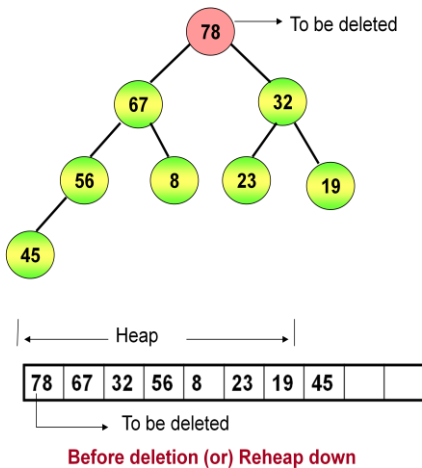 78
To be deleted
67
32
56
8
23
19
45
Heap
78 67 32 56 8 23 19 45
To be deleted
Before deletion (or) Reheap down